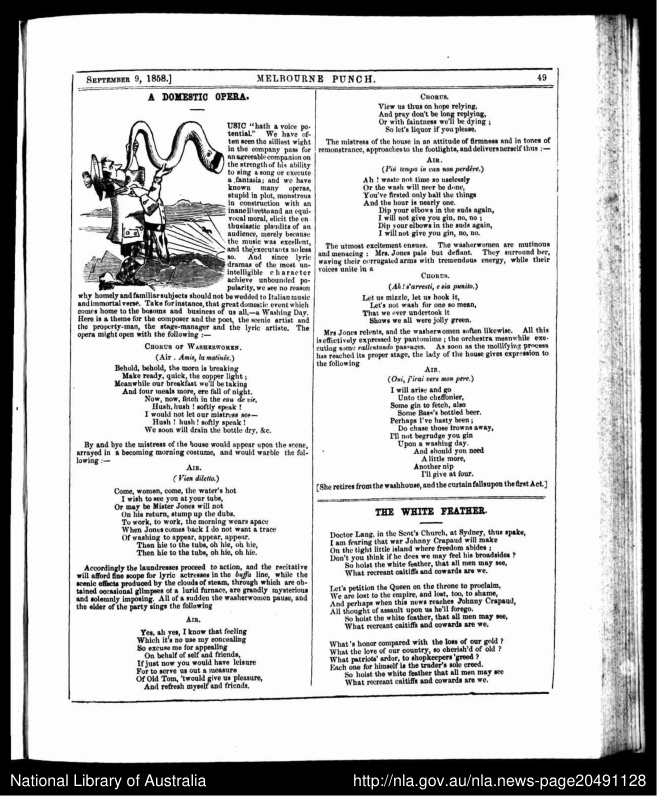 SEPTEMBER 9, 1858.] MELBOURNE PUNCH. 49
A DOMESTIC OPERA.
USIC "hath a voice po-
tential." We have of-
ten seen the silliest wight
in the company pass for
an agreeable companion on
the strength of his ability
to sing a song or execute
a fantasia; and we have
known many operas,
stupid in plot, monstrous
in construction with an
inane libretto and an equi-
vocal moral, elicit the en-
thusiastic plaudits of an
audience, merely because
the music was excellent,
and the executants no less
so. And since lyric
dramas of the most un-
intelligible character
achieve unbounded po-
pularity, we see no reason
why homely and familiar subjects should not be wedded to Italian music
and immortal verse. Take for instance, that great domestic event which
comes home to the bosoms and business of us all,—a Washing Day.
Here is a theme for the composer and the poet, the scenic artist and
the property-man, the stage-manager and the lyric artiste. The
opera might open with the following :—
CHORUS OF WASHERWOMEN.
(Air . Amis, la matinée.)
Behold, behold, the morn is breaking
Make ready, quick, the copper light ;
Meanwhile our breakfast we'll be taking
And four meals more, ere fall of night.
Now, now, fetch in the eau de vie,
Hush, hush ! softly speak !
I would not let our mistress see—
Hush ! hush ! softly speak !
We soon will drain the bottle dry, &c.
By and bye the mistress of the house would appear upon the scene,
arrayed in a becoming morning costume, and would warble the fol-
lowing :—
AIR.
(Vien diletto.)
Come, women, come, the water's hot
I wish to see you at your tubs,
Or may be Mister Jones will not
On his return, stump up the dubs.
To work, to work, the morning wears apace
When Jones comes back I do not want a trace
Of washing to appear, appear, appear.
Then hie to the tubs, oh hie, oh hie,
Then hie to the tubs, oh hie, oh hie.
Accordingly the laundresses proceed to action, and the recitative
will afford fine scope for lyric actresses in the buffa line, while the
scenic effects produced by the clouds of steam, through which are ob-
tained occasional glimpses of a lurid furnace, are grandly mysterious
and solemnly imposing. All of a sudden the washerwomen pause, and
the elder of the party sings the following
AIR.
Yes, ah yes, I know that feeling
Which it's no use my concealing
So excuse me for appealing
On behalf of self and friends,
If just now you would have leisure
For to serve us out a measure
Of Old Tom, 'twould give us pleasure,
And refresh myself and friends.
CHORUS.
View us thus on hope relying,
And pray don't be long replying,
Or with faintness we'll be dying ;
So let's liquor if you please.
The mistress of the house in an attitude of firmness and in tones of
remonstrance, approaches to the footlights, and delivers herself thus :—
AIR.
(Più tempo in van non perdère.)
Ah ! waste not time so uselessly
Or the wash will neer be done,
You've firsted only half the things
And the hour is nearly one.
Dip your elbows in the suds again,
I will not give you gin, no, no ;
Dip your elbows in the suds again,
I will not give you gin, no, no.
The utmost excitement ensues. The washerwomen are mutinous
and menacing : Mrs. Jones pale but defiant. They surround her,
waving their corrugated arms with tremendous energy, while their
voices unite in a
CHORUS.
(Ah! s'arresti, e sia punito.)
Let us mizzle, let us hook it,
Let's not wash for one so mean,
That we ever undertook it
Shows we all were jolly green.
Mrs Jones relents, and the washerwomen soften likewise. All this
is effectively expressed by pantomime ; the orchestra meanwhile exe-
cuting some rallentando passages. As soon as the mollifying process
has reached its proper stage, the lady of the house gives expression to
the following
AIR.
(Oui, j'irai vers mon pere.)
I will arise and go
Unto the cheffonier,
Some gin to fetch, also
Some Bass's bottled beer.
Perhaps I've hasty been ;
Do chase those frowns away,
I'll not begrudge you gin
Upon a washing day.
And should you need
A little more,
Another nip
I'll give at four.
[She retires from the washhouse, and the curtain falls upon the first Act.]
THE WHITE FEATHER.
Doctor Lang, in the Scot's Church, at Sydney, thus spake,
I am fearing that war Johnny Crapaud will make
On the tight little island where freedom abides ;
Don't you think if he does we may feel his broadsides ?
So hoist the white feather, that all men may see,
What recreant caitiffs and cowards are we.
Let's petition the Queen on the throne to proclaim,
We are lost to the empire, and lost, too, to shame,
And perhaps when this news reaches Johnny Crapaud,
All thought of assault upon us he'll forego.
So hoist the white feather, that all men may see,
What recreant caitiffs and cowards are we.
What's honor compared with the loss of our gold ?
What the love of our country, so cherish'd of old ?
What patriots' ardor, to shopkeepers' greed ?
Each one for himself is the trader's sole creed.
So hoist the white feather that all men may see
What recreant caitiffs and cowards are we.
National Library of Australia http://nla.gov.au/nla.news-page20491128